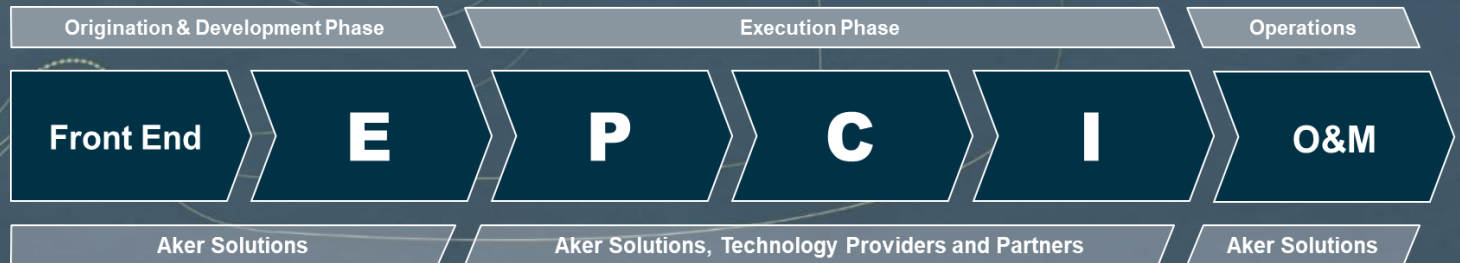 Origination & Development Phase
Execution Phase
Operations
Front End
E
P
C
I
O&M
Aker Solutions
Aker Solutions, Technology Providers and Partners
Aker Solutions